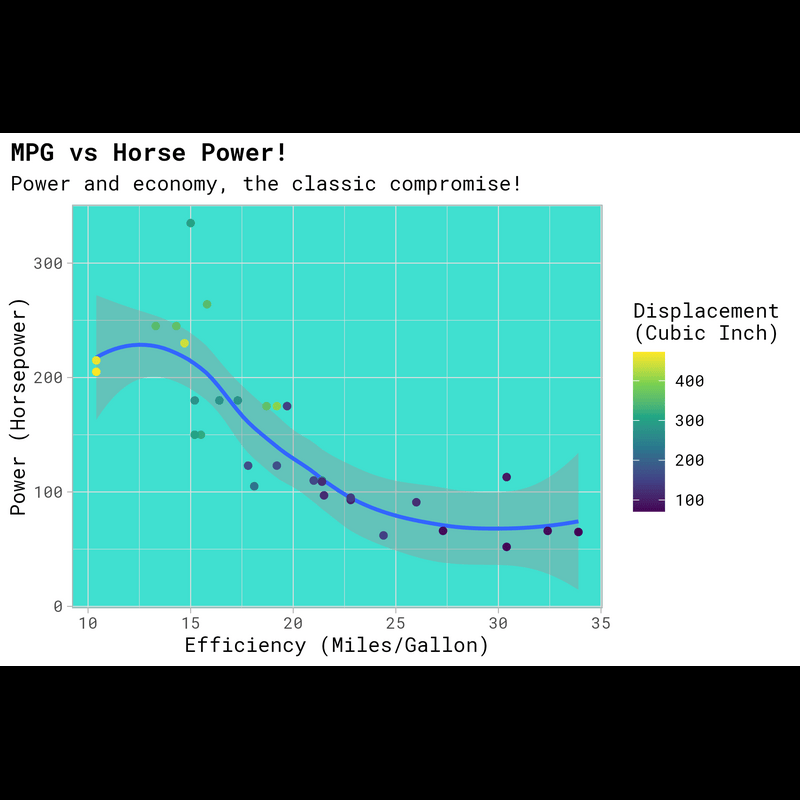 MPG vs Horse Power!
Power and economy, the classic compromise!
Power (Horsepower)
300
200
100
0
10 15 20 25 30 35
Efficiency (Miles/Gallon)
Displacement
(Cubic Inch)
400
300
200
100